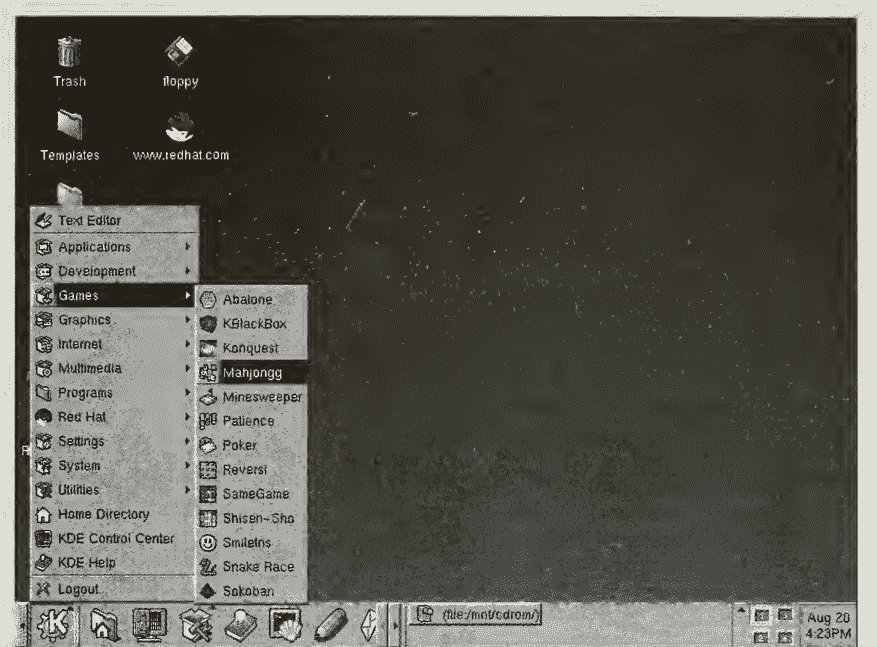 Trash
floppy
Templates
www.redhat.com
Text Editor
Applications
Development
Games
Graphics
Internet
Multimedia
Programs
Red Hat
Settings
System
Utilities
Home Directory
KDE Control Center
KDE Help
Logout
Abalone
KBlackBox
Konquest
Mahjongg
Minesweeper
Patience
Poker
Reversi
SameGame
Shisen-Sho
Smiletris
Snake Race
Sokoban
R
(file:/mnt/cdrom/)
Aug 20
4:23PM